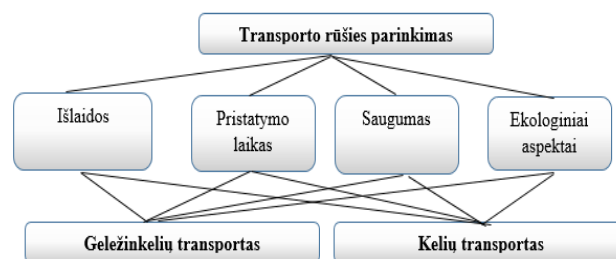 Transporto rūšies parinkimas
Išlaidos
Pristatymo
laikas
Saugumas
Ekologiniai
aspektai
Geležinkelių transportas
Kelių transportas